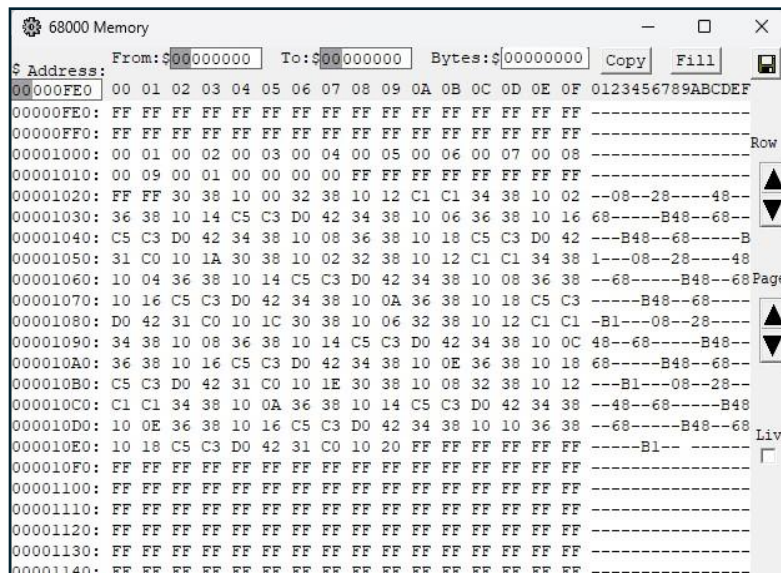 68000 Memory
From:$00000000 To:$00000000 Bytes:$00000000 Copy Fill
$ Address:
00000FE0 00 01 02 03 04 05 06 07 08 09 0A 0B 0C 0D 0E 0F 0123456789ABCDEF
00000FE0: FF FF FF FF FF FF FF FF FF FF FF FF FF FF FF FF ----------------
00000FF0: FF FF FF FF FF FF FF FF FF FF FF FF FF FF FF FF ----------------
Row
00001000: 00 01 00 02 00 03 00 04 00 05 00 06 00 07 00 08 ----------------
00001010: 00 09 00 01 00 00 00 00 FF FF FF FF FF FF FF FF ----------------
00001020: FF FF 30 38 10 00 32 38 10 12 C1 C1 34 38 10 02 --08--28----48--
00001030: 36 38 10 14 C5 C3 D0 42 34 38 10 06 36 38 10 16 68-----B48--68--
00001040: C5 C3 D0 42 34 38 10 08 36 38 10 18 C5 C3 D0 42 ---B48--68-----B
00001050: 31 C0 10 1A 30 38 10 02 32 38 10 12 C1 C1 34 38 1---08--28----48
00001060: 10 04 36 38 10 14 C5 C3 D0 42 34 38 10 08 36 38 --68-----B48--68
Page
00001070: 10 16 C5 C3 D0 42 34 38 10 0A 36 38 10 18 C5 C3 -----B48--68----
00001080: D0 42 31 C0 10 1C 30 38 10 06 32 38 10 12 C1 C1 -B1---08--28----
00001090: 34 38 10 08 36 38 10 14 C5 C3 D0 42 34 38 10 0C 48--68-----B48--
000010A0: 36 38 10 16 C5 C3 D0 42 34 38 10 0E 36 38 10 18 68-----B48--68--
000010B0: C5 C3 D0 42 31 C0 10 1E 30 38 10 08 32 38 10 12 ---B1---08--28--
000010C0: C1 C1 34 38 10 0A 36 38 10 14 C5 C3 D0 42 34 38 --48--68-----B48
000010D0: 10 0E 36 38 10 16 C5 C3 D0 42 34 38 10 10 36 38 --68-----B48--68
000010E0: 10 18 C5 C3 D0 42 31 C0 10 20 FF FF FF FF FF FF -----B1-- ------
Liv
000010F0: FF FF FF FF FF FF FF FF FF FF FF FF FF FF FF FF ----------------
00001100: FF FF FF FF FF FF FF FF FF FF FF FF FF FF FF FF ----------------
00001110: FF FF FF FF FF FF FF FF FF FF FF FF FF FF FF FF ----------------
00001120: FF FF FF FF FF FF FF FF FF FF FF FF FF FF FF FF ----------------
00001130: FF FF FF FF FF FF FF FF FF FF FF FF FF FF FF FF ----------------
00001140: FF FF FF FF FF FF FF FF FF FF FF FF FF FF FF FF ----------------